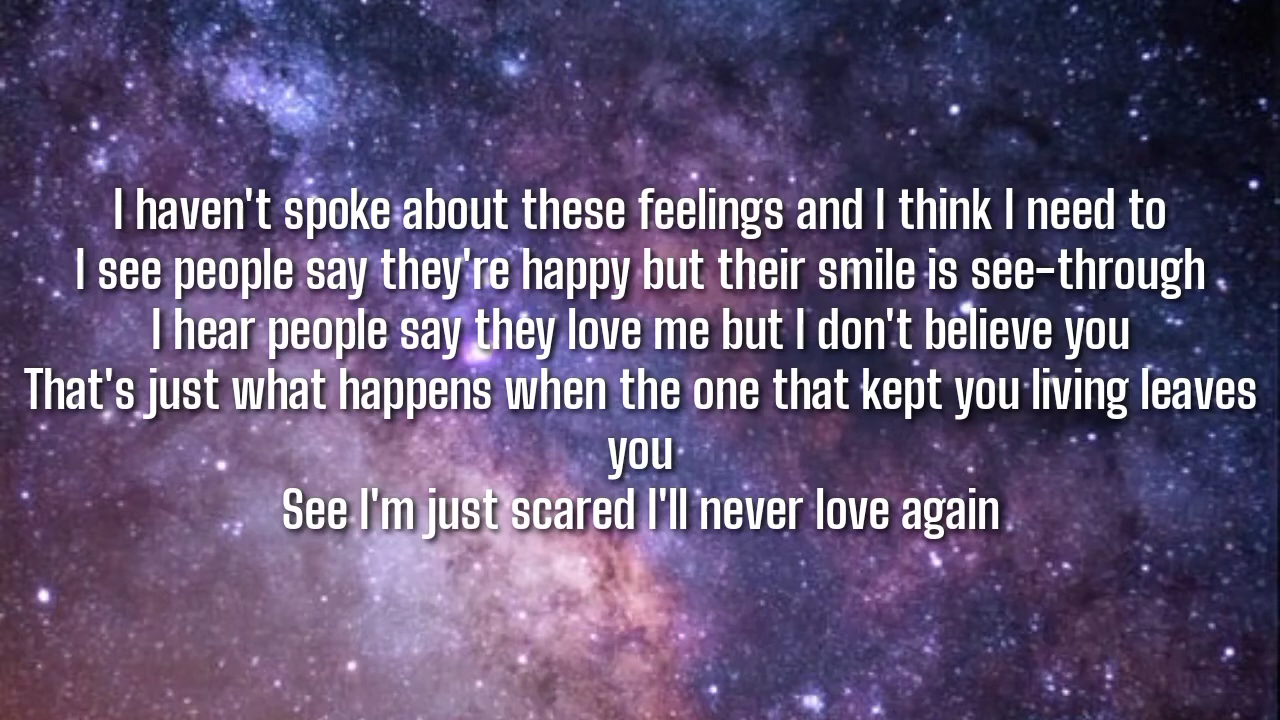 I haven't spoke about these feelings and I think I need to
I see people say they're happy but their smile is see-through
I hear people say they love me but I don't believe you
That's just what happens when the one that kept you living leaves
you
See I'm just scared I'll never love again